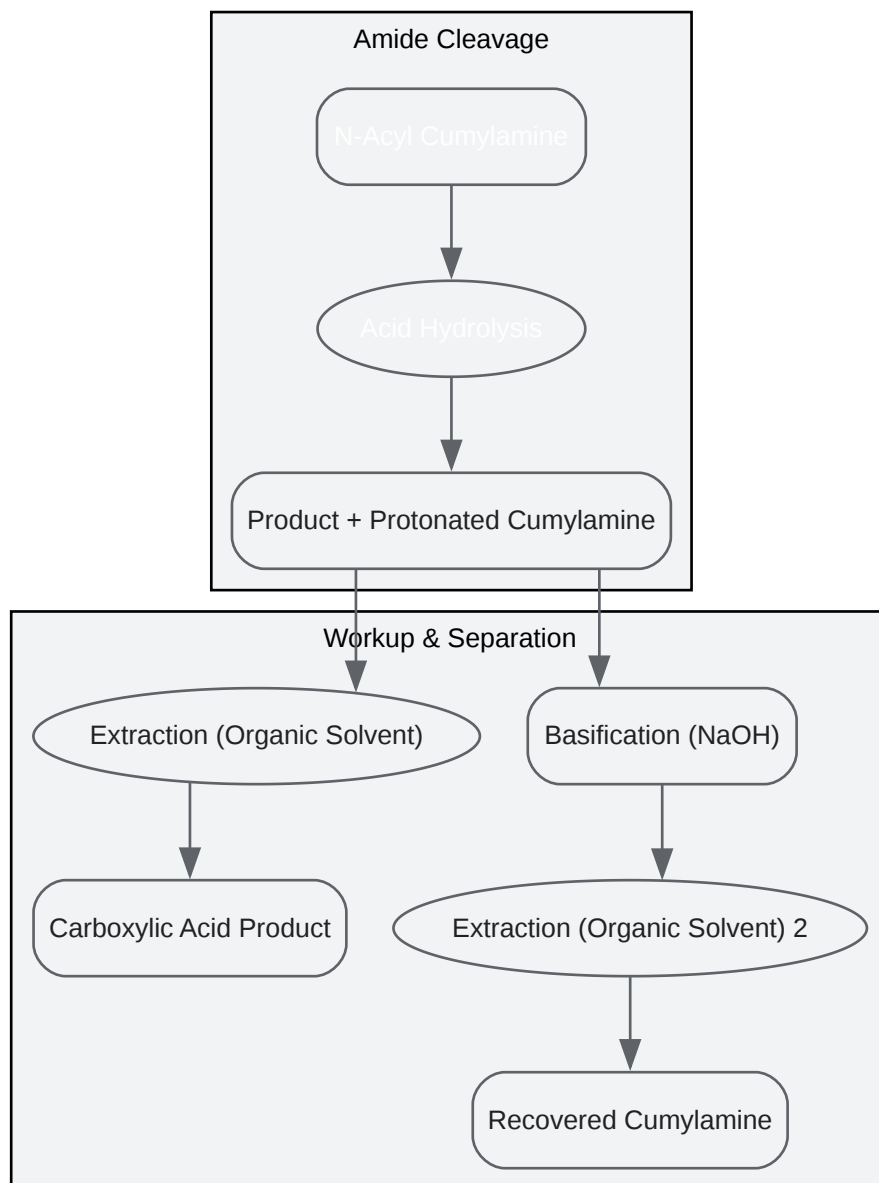 Amide Cleavage
N-Acyl Cumylamine
Acid Hydrolysis
Product + Protonated Cumylamine
Workup & Separation
Extraction (Organic Solvent)
Basification (NaOH)
Carboxylic Acid Product
Extraction (Organic Solvent) 2
Recovered Cumylamine